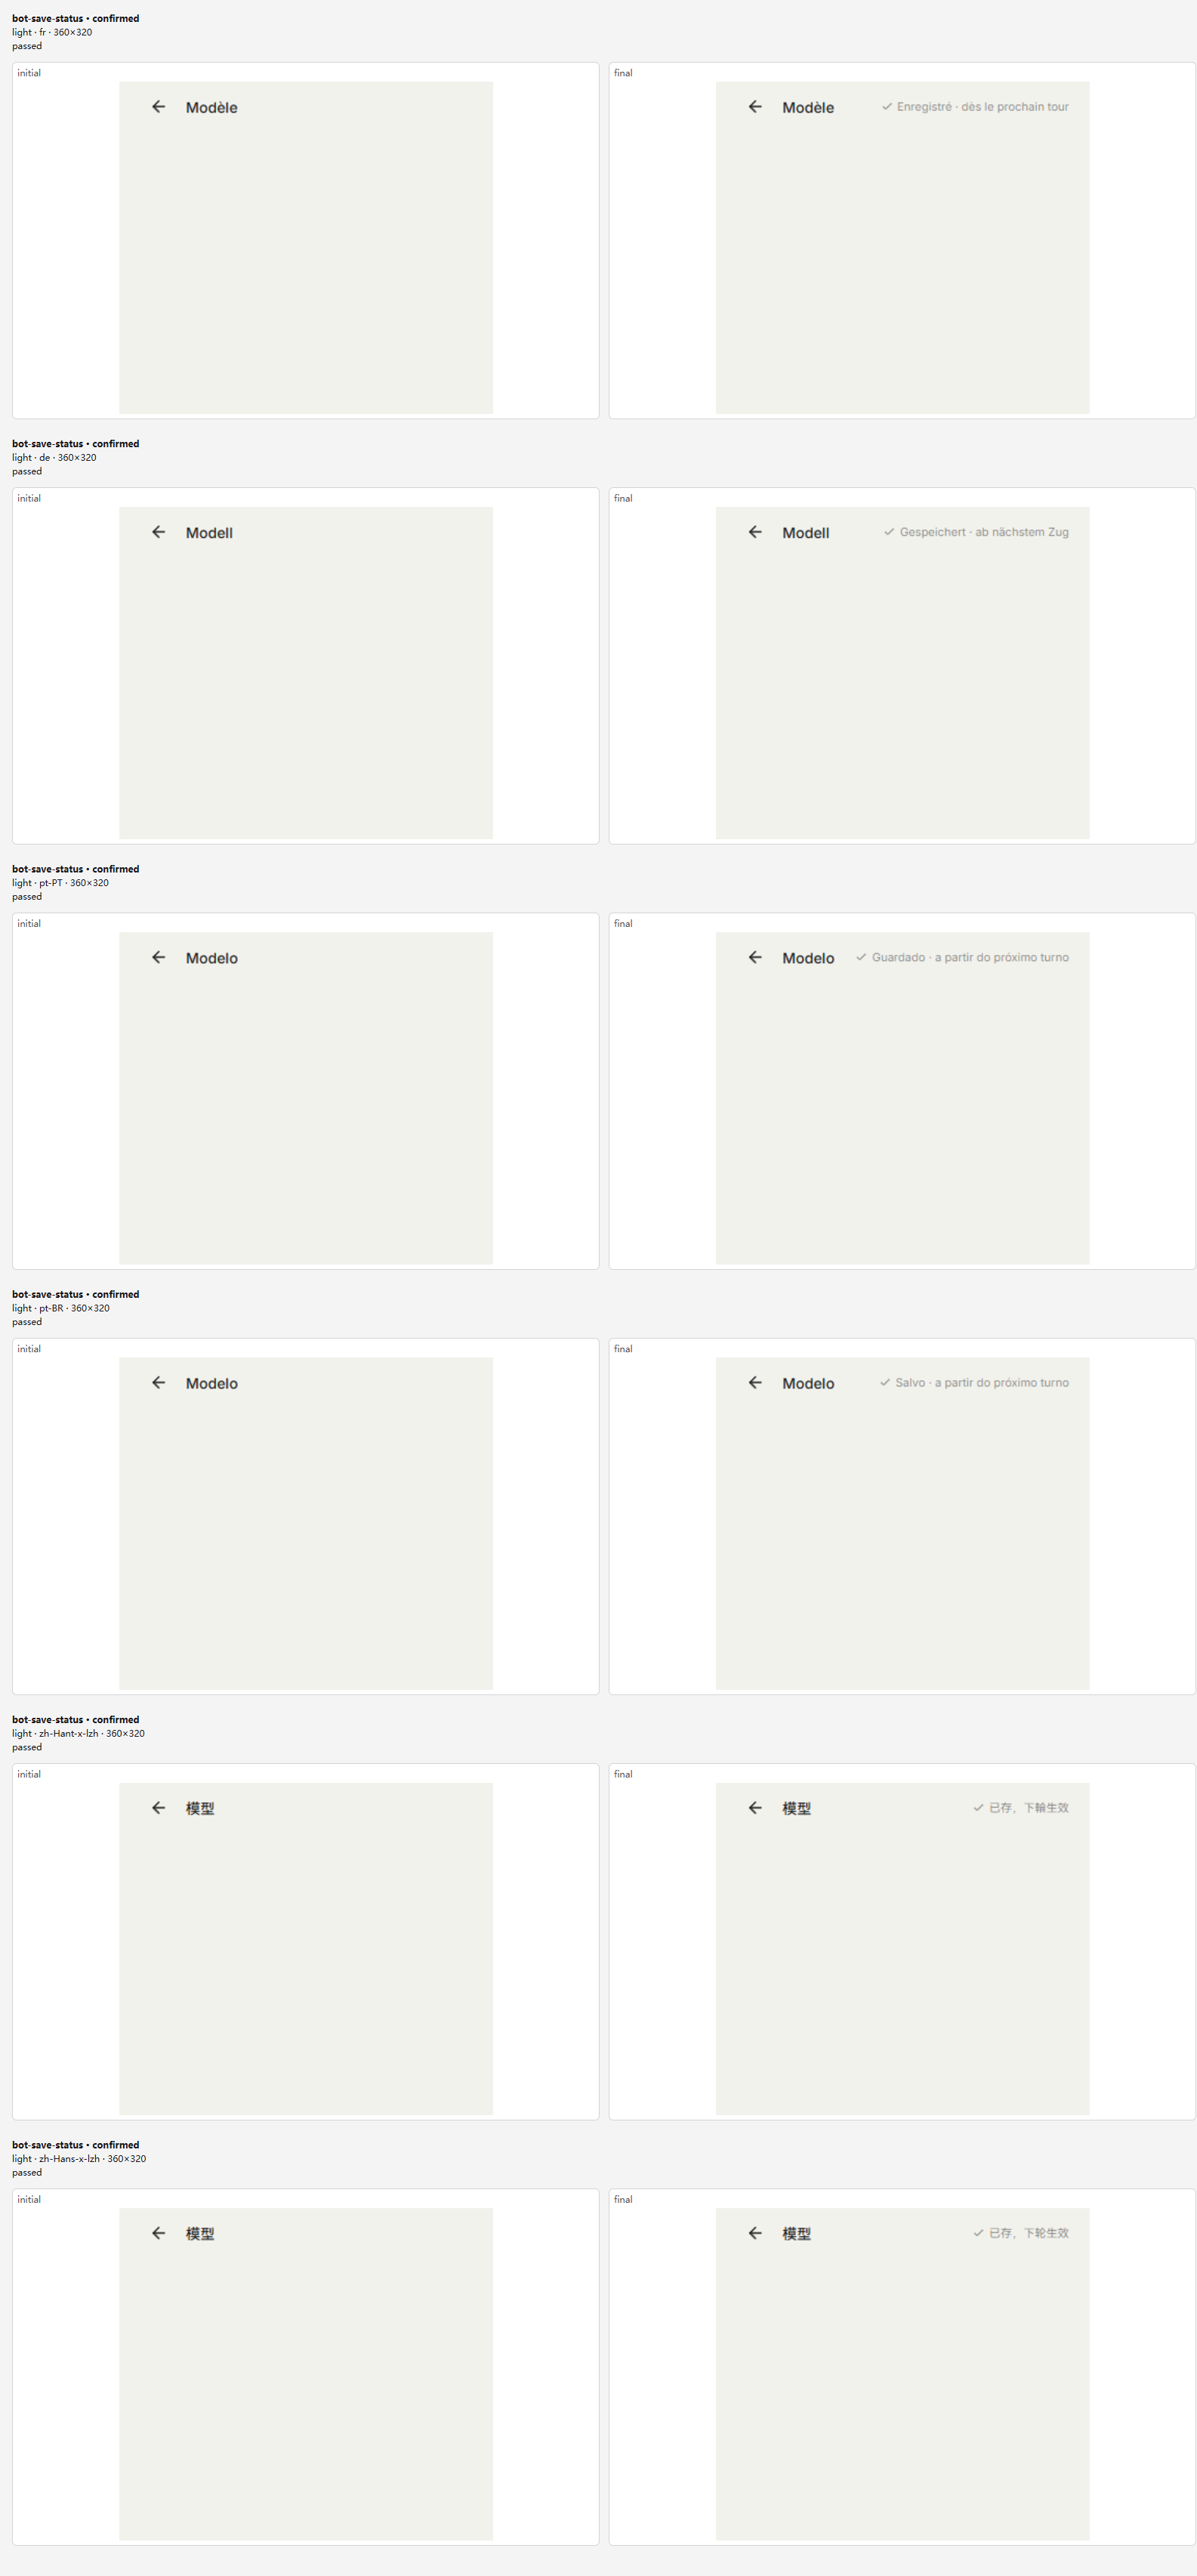 bot-save-status • confirmed
light · fr · 360×320
passed
initial
Modèle
final
Modèle
Enregistré · dès le prochain tour
bot-save-status • confirmed
light · de · 360×320
passed
initial
Modell
final
Modell
Gespeichert · ab nächstem Zug
bot-save-status • confirmed
light · pt-PT · 360×320
passed
initial
Modelo
final
Modelo
Guardado · a partir do próximo turno
bot-save-status • confirmed
light · pt-BR · 360×320
passed
initial
Modelo
final
Modelo
Salvo · a partir do próximo turno
bot-save-status • confirmed
light · zh-Hant-x-lzh · 360×320
passed
initial
模型
final
模型
已存，下輪生效
bot-save-status • confirmed
light · zh-Hans-x-lzh · 360×320
passed
initial
模型
final
模型
已存，下轮生效